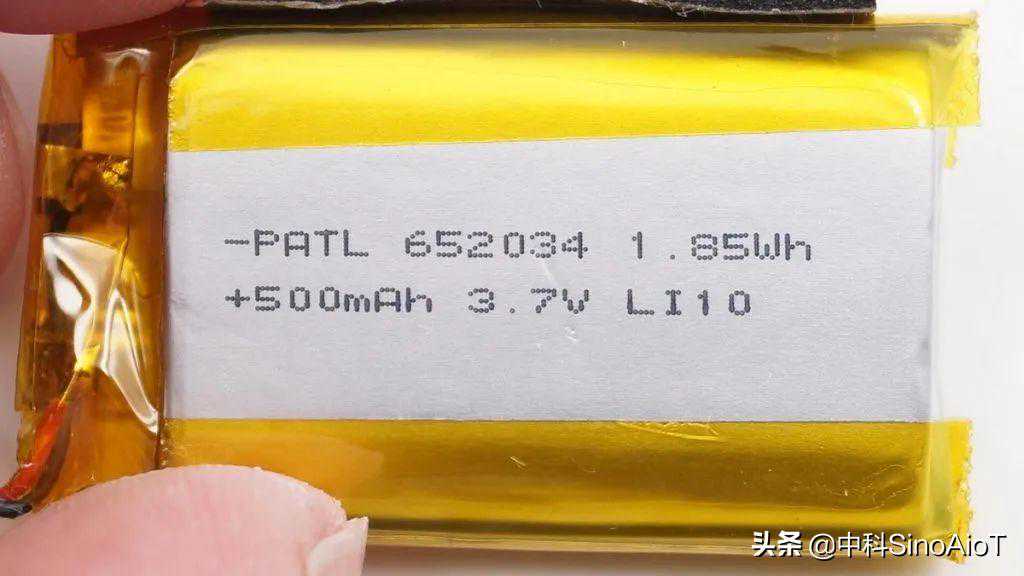 -PATL 652034 1.85Wh
+500mAh 3.7V LI10
头条 @中科SinoAioT